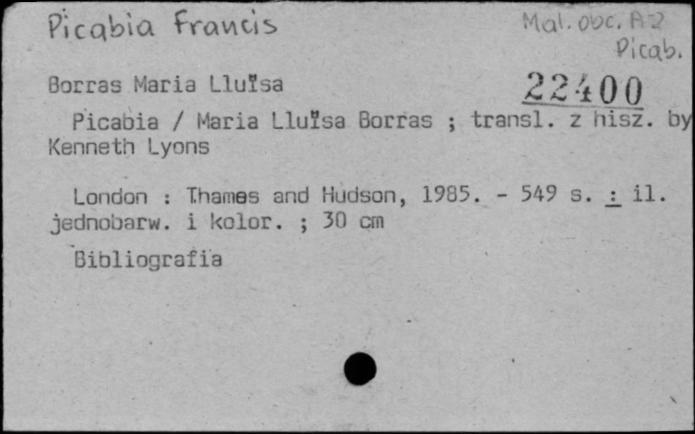 Picabia Francis
Mal. obc. A-Z
Picab.
Borras Maria Lluïsa
22400
Picabia / Maria Lluïsa Borras ; transl. z hisz. by
Kenneth Lyons
London : Thames and Hudson, 1985. - 549 s. : il.
jednobarw. i kolor. ; 30 cm
Bibliografia